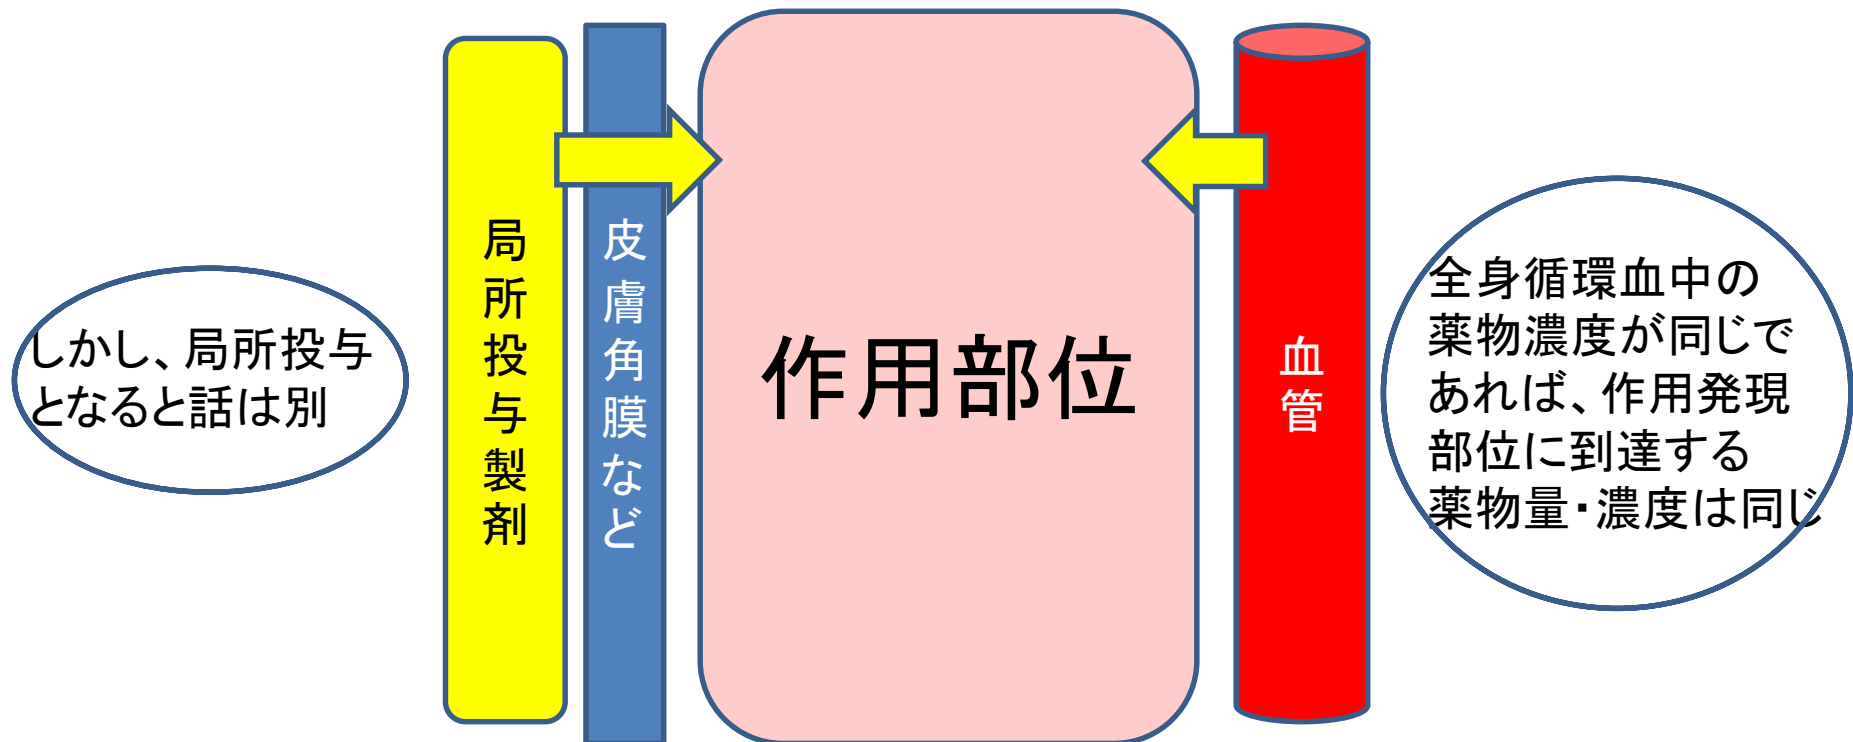 しかし、局所投与
となると話は別
局所投与製剤
皮膚角膜など
作用部位
血管
全身循環血中の
薬物濃度が同じで
あれば、作用発現
部位に到達する
薬物量・濃度は同じ